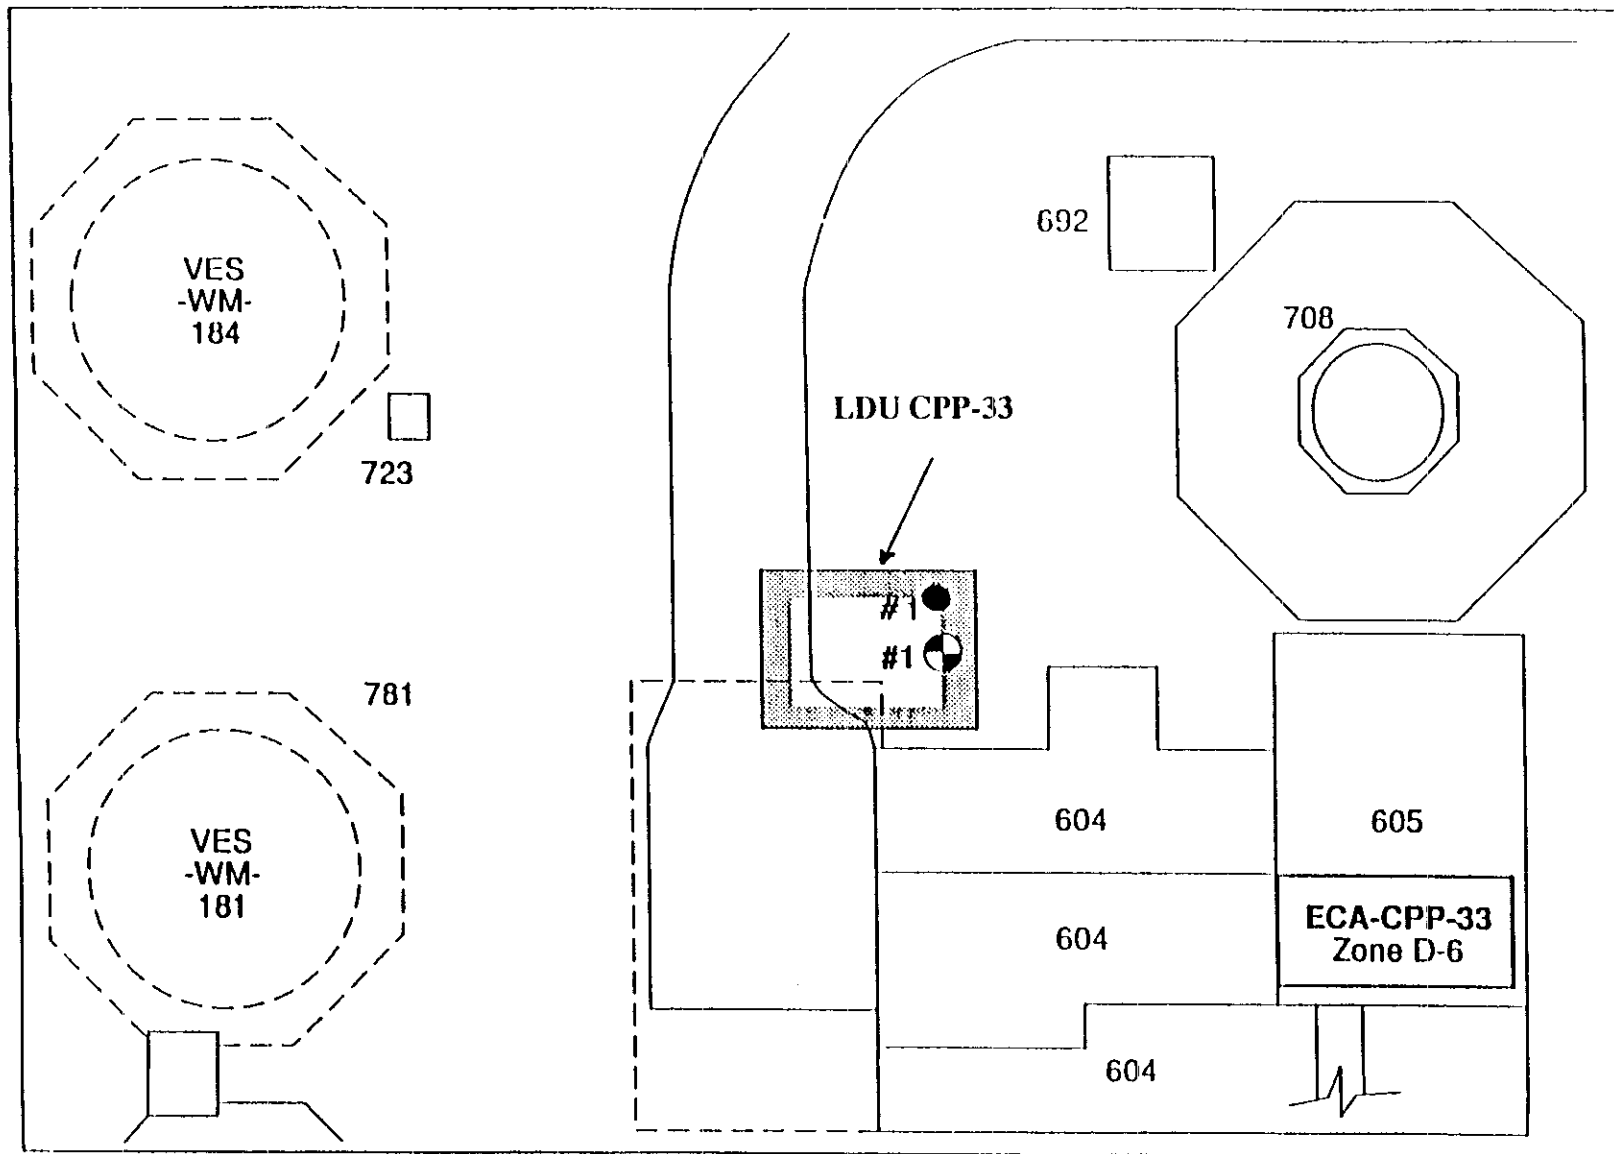 692
VES
-WM-
184
708
LDU CPP-33
723
#1
#1
781
604
605
VES
-WM-
181
ECA-CPP-33
Zone D-6
604
604